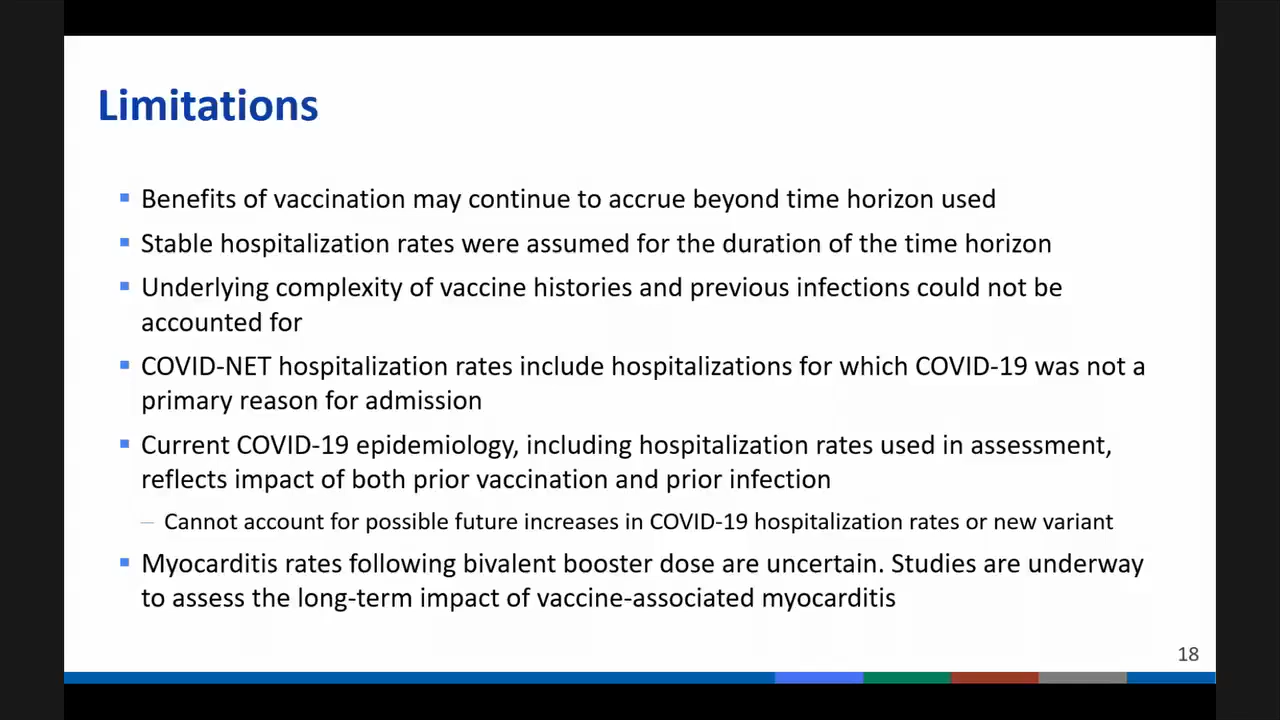 Limitations
Benefits of vaccination may continue to accrue beyond time horizon used
Stable hospitalization rates were assumed for the duration of the time horizon
Underlying complexity of vaccine histories and previous infections could not be
accounted for
COVID-NET hospitalization rates include hospitalizations for which COVID-19 was not a
primary reason for admission
Current COVID-19 epidemiology, including hospitalization rates used in assessment,
reflects impact of both prior vaccination and prior infection
– Cannot account for possible future increases in COVID-19 hospitalization rates or new variant
Myocarditis rates following bivalent booster dose are uncertain. Studies are underway
to assess the long-term impact of vaccine-associated myocarditis
18